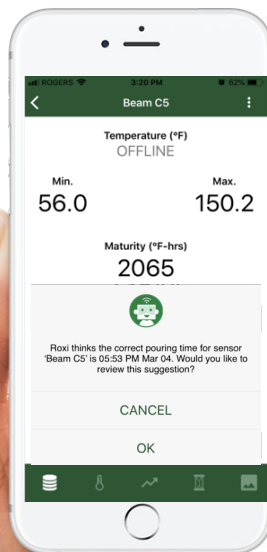 ROGERS 3:20 PM 62%
Beam C5
Temperature (°F)
OFFLINE
Min. Max.
56.0 150.2
Maturity (°F-hrs)
2065
Roxi thinks the correct pouring time for sensor
'Beam C5' is 05:53 PM Mar 04. Would you like to
review this suggestion?
CANCEL
OK